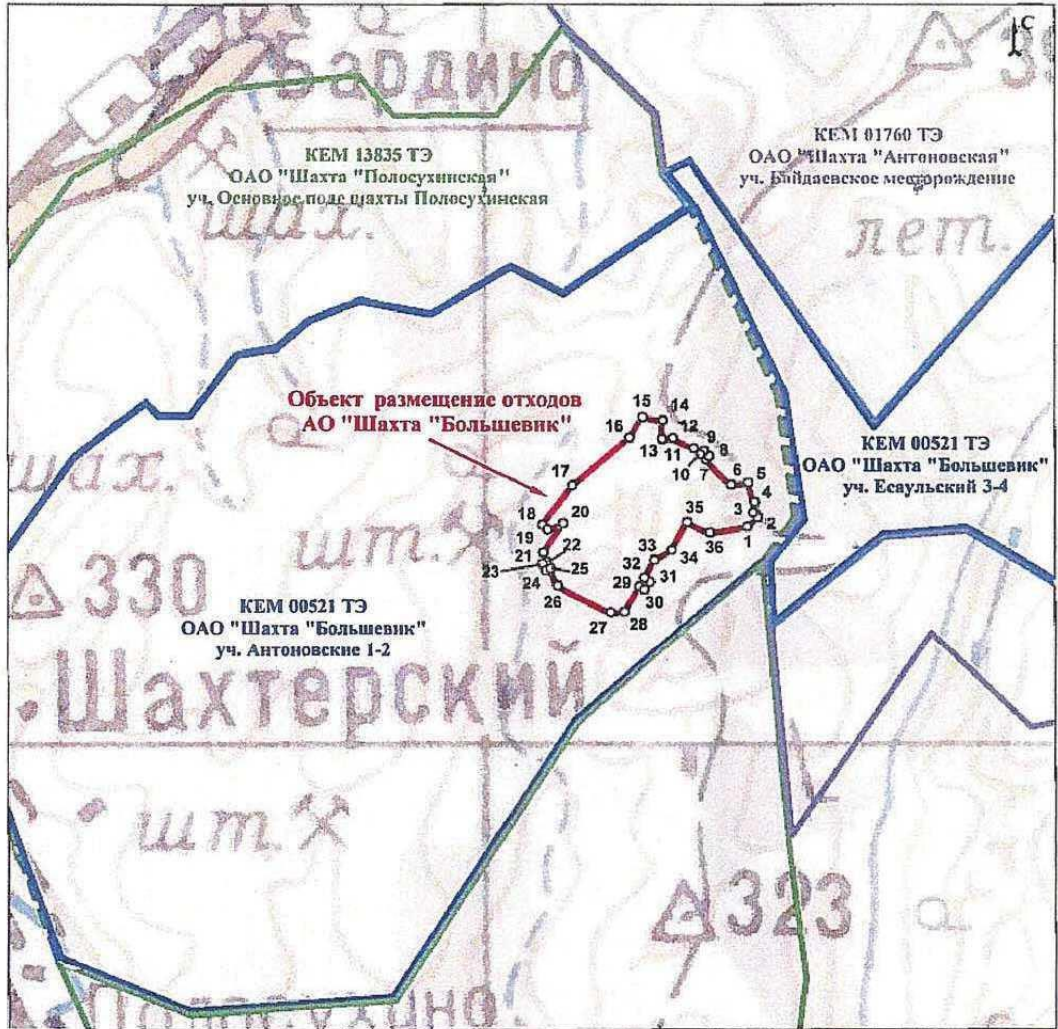 С
Бардино
КЕМ 13835 ТЭ
ОАО "Шахта "Полосухинская"
уч. Основное поле шахты Полосухинская
КЕМ 01760 ТЭ
ОАО "Шахта "Антоновская"
уч. Байдаевское месторождение
шах.
лет.
Объект размещение отходов
АО "Шахта "Большевик"
15
14
12
16
13
11
9
8
10
7
КЕМ 00521 ТЭ
ОАО "Шахта "Большевик"
уч. Есаульский 3-4
шах.
17
6
5
4
18
20
3
2
35
19
1
36
шт.
21
22
33
34
23
25
32
24
31
29
26
30
27
28
330
КЕМ 00521 ТЭ
ОАО "Шахта "Большевик"
уч. Антоновские 1-2
Шахтерский
шт.
323